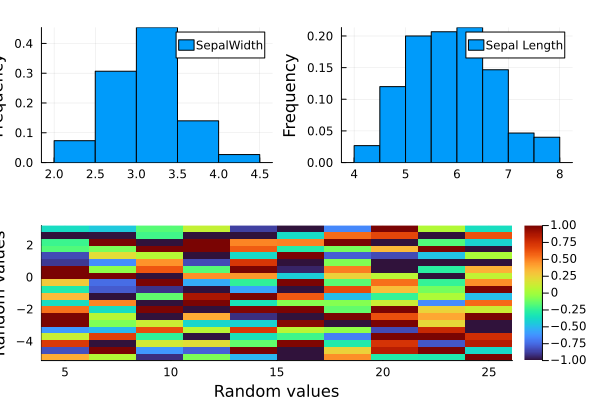 Frequency
0.4
0.3
0.2
0.1
0.0
2.0 2.5 3.0 3.5 4.0 4.5
SepalWidth
Frequency
0.20
0.15
0.10
0.05
0.00
4 5 6 7 8
Sepal Length
Random values
2
0
−2
−4
5 10 15 20 25
Random values
1.00
0.75
0.50
0.25
0
−0.25
−0.50
−0.75
−1.00